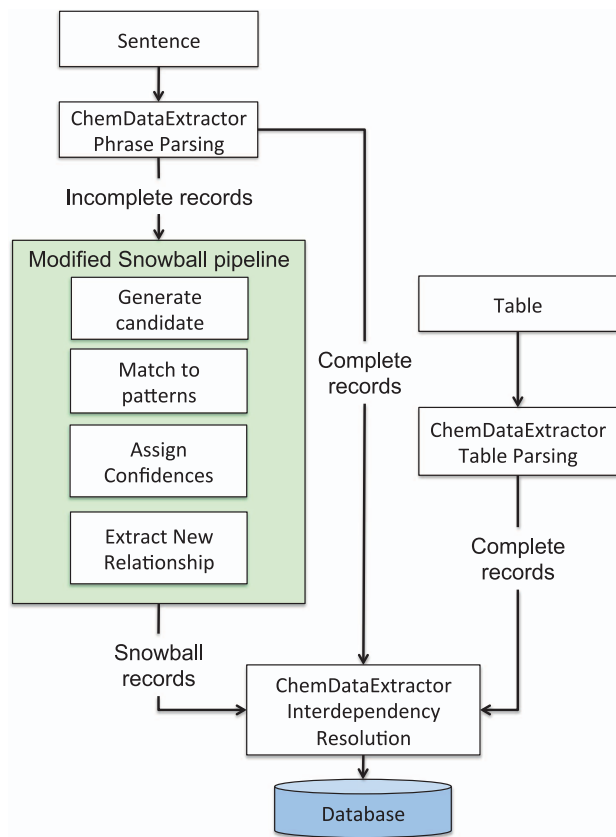 Sentence
ChemDataExtractor
Phrase Parsing
Incomplete records
Modified Snowball pipeline
Generate
candidate
Match to
patterns
Assign
Confidences
Extract New
Relationship
Snowball
records
Complete
records
Table
ChemDataExtractor
Table Parsing
Complete
records
ChemDataExtractor
Interdependency
Resolution
Database